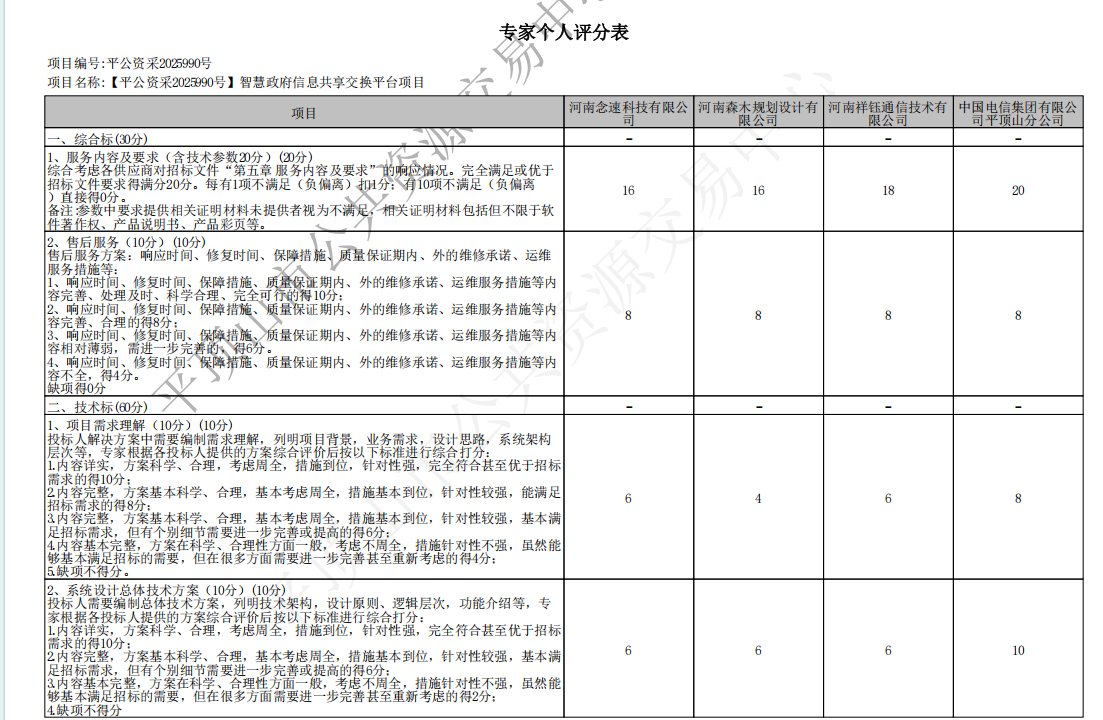 专家个人评分表
项目编号:平公资采2025990号
项目名称:【平公资采2025990号】智慧政府信息共享交换平台项目
项目
河南念速科技有限公
司
河南森木规划设计有
限公司
河南祥钰通信技术有
限公司
中国电信集团有限公
司平顶山分公司
一、综合标(30分)
-
-
-
-
1、服务内容及要求（含技术参数20分）(20分)
综合考虑各供应商对招标文件“第五章 服务内容及要求”的响应情况。完全满足或优于
招标文件要求得满分20分。每有1项不满足（负偏离）扣1分；有10项不满足（负偏离
）直接得0分。
备注:参数中要求提供相关证明材料未提供者视为不满足，相关证明材料包括但不限于软
件著作权、产品说明书、产品彩页等。
16
16
18
20
2、售后服务（10分）(10分)
售后服务方案：响应时间、修复时间、保障措施、质量保证期内、外的维修承诺、运维
服务措施等：
1、响应时间、修复时间、保障措施、质量保证期内、外的维修承诺、运维服务措施等内
容完善、处理及时、科学合理、完全可行的得10分；
2、响应时间、修复时间、保障措施、质量保证期内、外的维修承诺、运维服务措施等内
容完善、合理的得8分；
3、响应时间、修复时间、保障措施、质量保证期内、外的维修承诺、运维服务措施等内
容相对薄弱，需进一步完善的，得6分。
4、响应时间、修复时间、保障措施、质量保证期内、外的维修承诺、运维服务措施等内
容不全，得4分。
缺项得0分
8
8
8
8
二、技术标(60分)
-
-
-
-
1、项目需求理解（10分）(10分)
投标人解决方案中需要编制需求理解，列明项目背景，业务需求，设计思路，系统架构
层次等，专家根据各投标人提供的方案综合评价后按以下标准进行综合打分：
1.内容详实，方案科学、合理，考虑周全，措施到位，针对性强，完全符合甚至优于招标
需求的得10分；
2.内容完整，方案基本科学、合理，基本考虑周全，措施基本到位，针对性较强，能满足
招标需求的得8分；
3.内容完整，方案基本科学、合理，基本考虑周全，措施基本到位，针对性较强，基本满
足招标需求，但有个别细节需要进一步完善或提高的得6分；
4.内容基本完整，方案在科学、合理性方面一般，考虑不周全，措施针对性不强，虽然能
够基本满足招标的需要，但在很多方面需要进一步完善甚至重新考虑的得4分；
5.缺项不得分。
6
4
6
8
2、系统设计总体技术方案（10分）(10分)
投标人需要编制总体技术方案，列明技术架构，设计原则、逻辑层次，功能介绍等，专
家根据各投标人提供的方案综合评价后按以下标准进行综合打分：
1.内容详实，方案科学、合理，考虑周全，措施到位，针对性强，完全符合甚至优于招标
需求的得10分；
2.内容完整，方案基本科学、合理，基本考虑周全，措施基本到位，针对性较强，基本满
足招标需求，但有个别细节需要进一步完善或提高的得6分；
3.内容基本完整，方案在科学、合理性方面一般，考虑不周全，措施针对性不强，虽然能
够基本满足招标的需要，但在很多方面需要进一步完善甚至重新考虑的得2分；
4.缺项不得分
6
6
6
10
平顶山市公共资源交易中心
平顶山市公共资源交易中心